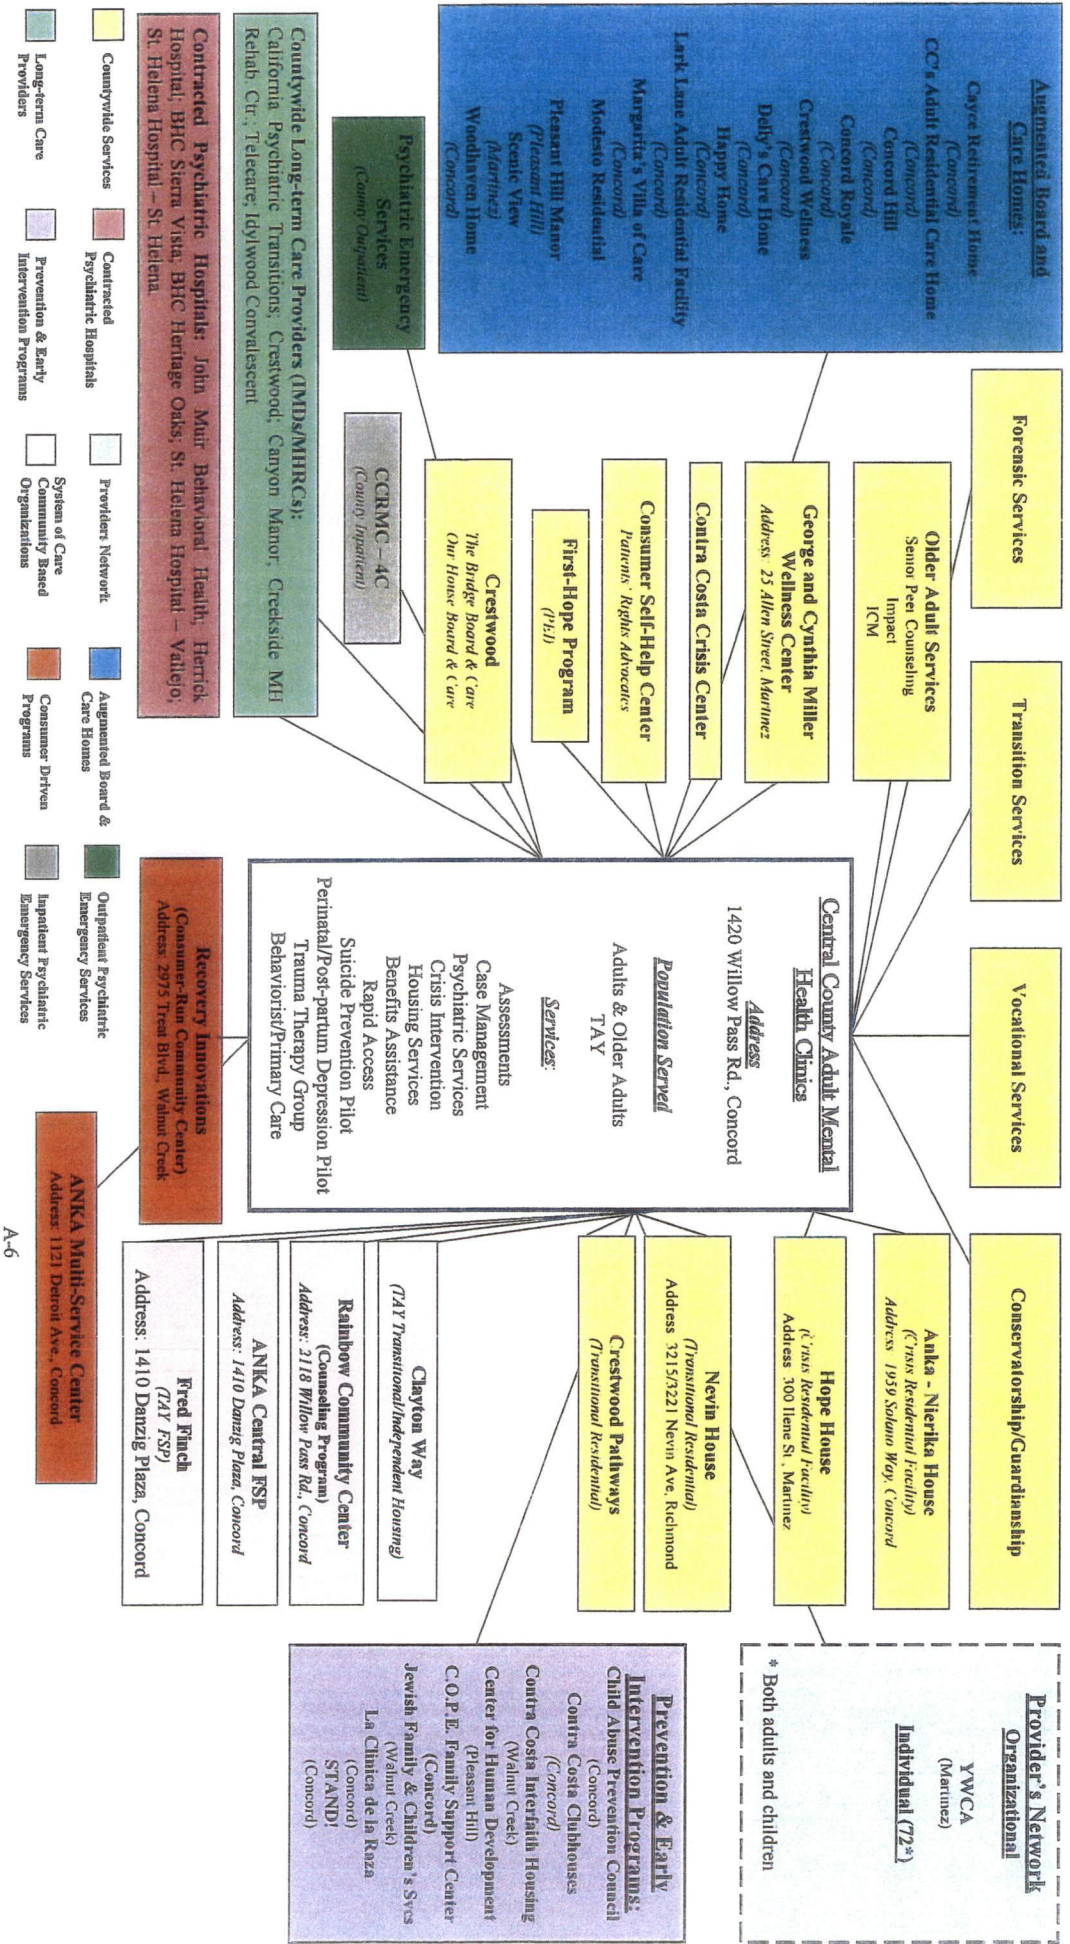 Augmented Board and
Care Homes:
Cayce Parent Home
(Concord)
CC's Adult Residential Care Home
(Concord)
Concord Hill
(Concord)
Concord Royale
(Concord)
Crestwood Wellness
(Concord)
Delly's Care Home
(Concord)
Happy Home
(Concord)
Lark Lane Adult Residential Facility
(Concord)
Margarita's Villa of Care
(Concord)
Modesto Residential
Pleasant Hill Manor
(Pleasant Hill)
Scenic View
(Martinez)
Woodhaven Home
(Concord)
Psychiatric Emergency
Services
(County Outpatient)
Forensic Services
Transition Services
Vocational Services
Conservatorship/Guardianship
Older Adult Services
Senior Peer Counseling
Impact
ICM
George and Cynthia Miller
Wellness Center
Address: 25 Allen Street, Martinez
Contra Costa Crisis Center
Consumer Self-Help Center
Patients' Rights Advocates
First-Hope Program
(PEI)
Crestwood
The Bridge Board & Care
Our House Board & Care
CCRMC – 4C
(County Inpatient)
Central County Adult Mental
Health Clinics
Address
1420 Willow Pass Rd., Concord
Population Served
Adults & Older Adults
TAY
Services:
Assessments
Case Management
Psychiatric Services
Crisis Intervention
Housing Services
Benefits Assistance
Rapid Access
Suicide Prevention Pilot
Perinatal/Post-partum Depression Pilot
Trauma Therapy Group
Behaviorist/Primary Care
Anka - Nierika House
(Crisis Residential Facility)
Address 1959 Solano Way, Concord
Hope House
(Crisis Residential Facility)
Address 300 Ilene St , Martinez
Nevin House
(Transitional Residential)
Address 3215/3221 Nevin Ave, Richmond
Crestwood Pathways
(Transitional Residential)
Clayton Way
(TAY Transitional/Independent Housing)
Rainbow Community Center
(Counseling Program)
Address: 3118 Willow Pass Rd., Concord
ANKA Central FSP
Address: 1410 Danzig Plaza, Concord
Fred Finch
(TAY FSP)
Address: 1410 Danzig Plaza, Concord
Provider's Network
Organizational
YWCA
(Martinez)
Individual (72*)
* Both adults and children
Prevention & Early
Intervention Programs:
Child Abuse Prevention Council
(Concord)
Contra Costa Clubhouses
(Concord)
Contra Costa Interfaith Housing
(Walnut Creek)
Center for Human Development
(Pleasant Hill)
C.O.P.E. Family Support Center
(Concord)
Jewish Family & Children's Svcs
(Walnut Creek)
La Clinica de la Raza
(Concord)
STAND!
(Concord)
Countywide Long-term Care Providers (IMDs/MHRCs):
California Psychiatric Transitions; Crestwood; Canyon Manor; Creekside MH
Rehab Ctr.; Telecare; Idylwood Convalescent
Contracted Psychiatric Hospitals: John Muir Behavioral Health; Herrick
Hospital; BHC Sierra Vista; BHC Heritage Oaks; St. Helena Hospital – Vallejo;
St. Helena Hospital – St. Helena.
Recovery Innovations
(Consumer-Run Community Center)
Address: 2975 Treat Blvd., Walnut Creek
ANKA Multi-Service Center
Address: 1121 Detroit Ave., Concord
Countywide Services
Contracted
Psychiatric Hospitals
Providers Network
Augmented Board &
Care Homes
Outpatient Psychiatric
Emergency Services
Long-term Care
Providers
Prevention & Early
Intervention Programs
System of Care
Community Based
Organizations
Consumer Driven
Programs
Inpatient Psychiatric
Emergency Services
A-6